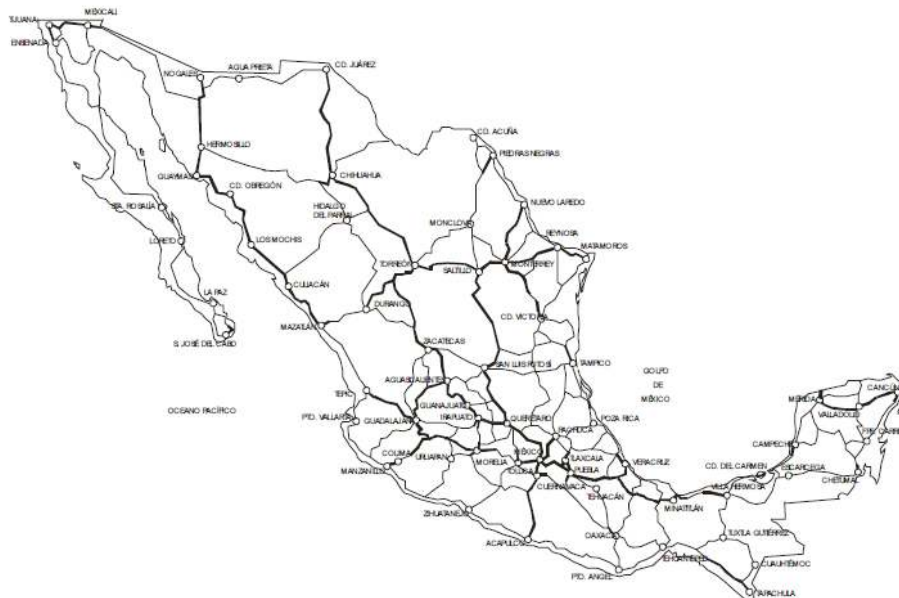 TIJUANA
MEXICALI
ENSENADA
NOGALES
AGUA PRIETA
CD. JUÁREZ
CD. ACUÑA
HERMOSILLO
PIEDRAS NEGRAS
GUAYMAS
CD. OBREGÓN
CHIHUAHUA
STA. ROSALÍA
HIDALGO
DEL PARRAL
MONCLOVA
NUEVO LAREDO
REYNOSA
MATAMOROS
LORETO
LOS MOCHIS
TORREÓN
SALTILLO
MONTERREY
LA PAZ
CULIACÁN
DURANGO
CD. VICTORIA
S. JOSÉ DEL CABO
MAZATLÁN
ZACATECAS
SAN LUIS POTOSÍ
TAMPICO
GOLFO
DE
MÉXICO
AGUASCALIENTES
TEPIC
OCEANO PACÍFICO
PTO. VALLARTA
GUADALAJARA
GUANAJUATO
IRAPUATO
QUERÉTARO
POZA RICA
PACHUCA
MÉRIDA
CANCÚN
VALLADOLID
COLIMA
MANZANILLO
URUAPAN
MORELIA
MÉXICO
TOLUCA
TLAXCALA
PUEBLA
VERACRUZ
CAMPECHE
CD. DEL CARMEN
ESCARCEGA
CHETUMAL
CUERNAVACA
TEHUACÁN
VILLAHERMOSA
MINATITLÁN
ZIHUATANEJO
ACAPULCO
OAXACA
TUXTLA GUTIÉRREZ
TEHUANTEPEC
CUAUHTÉMOC
PTO. ANGEL
TAPACHULA